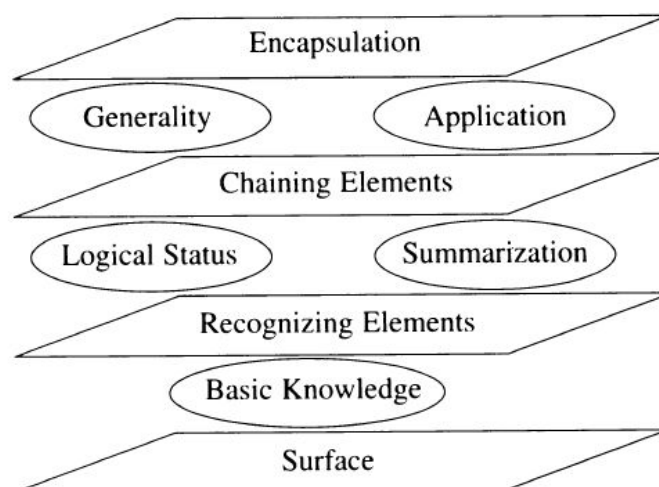 Encapsulation
Generality Application
Chaining Elements
Logical Status Summarization
Recognizing Elements
Basic Knowledge
Surface